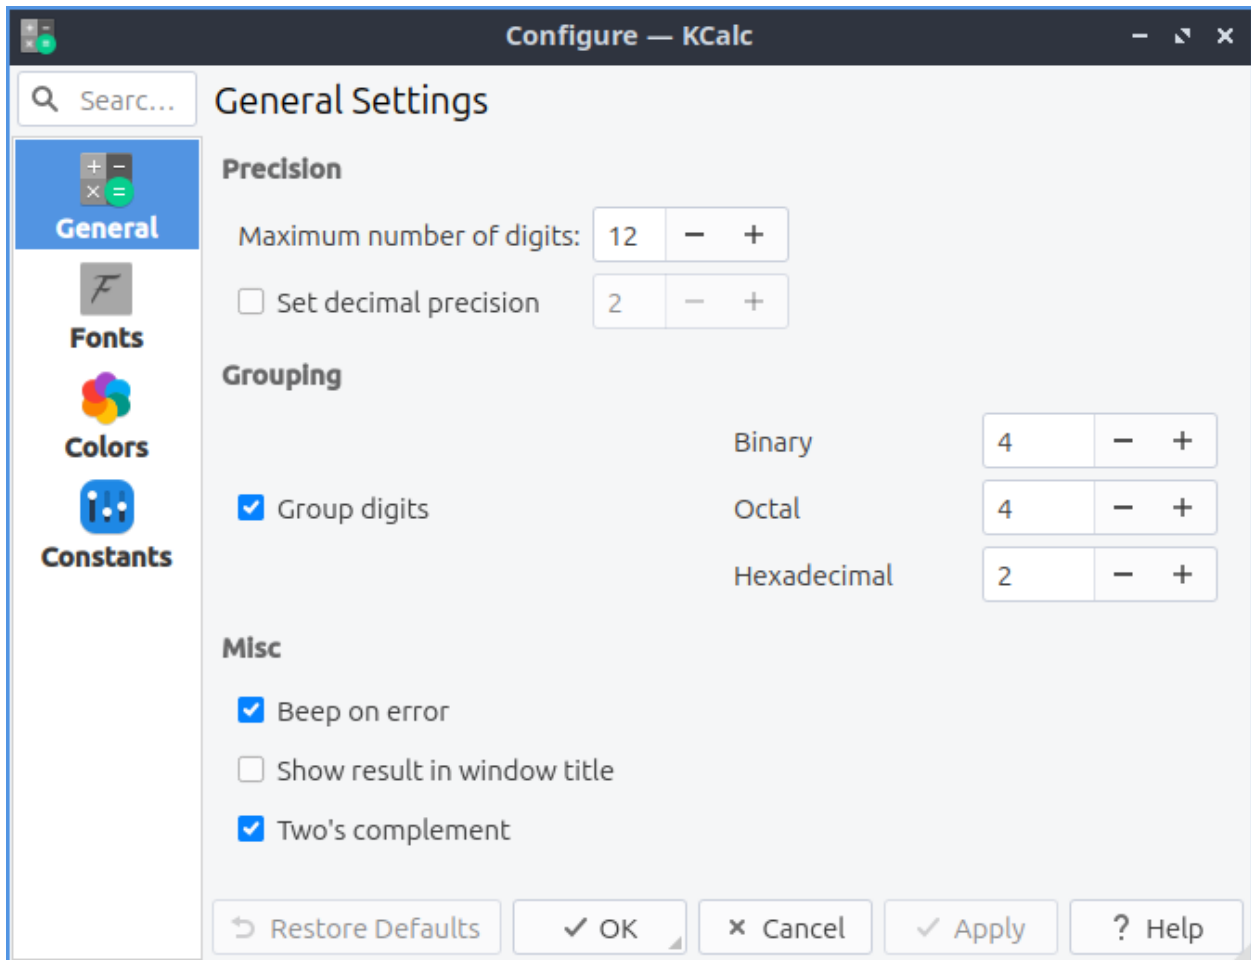 Configure — KCalc
Searc...
General Settings
General
Fonts
Colors
Constants
Precision
Maximum number of digits: 12
Set decimal precision 2
Grouping
Binary 4
Group digits Octal 4
Hexadecimal 2
Misc
Beep on error
Show result in window title
Two's complement
Restore Defaults OK Cancel Apply ? Help